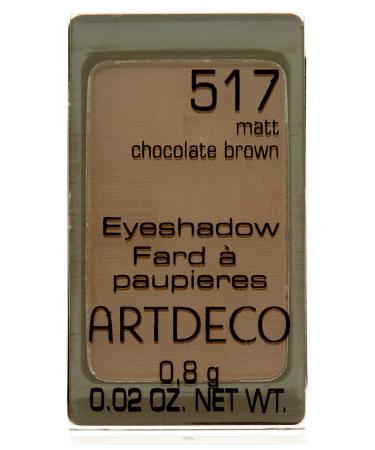 517
matt
chocolate brown
Eyeshadow
Fard à
paupieres
ARTDECO
0,8 g
0.02 OZ. NET WT.